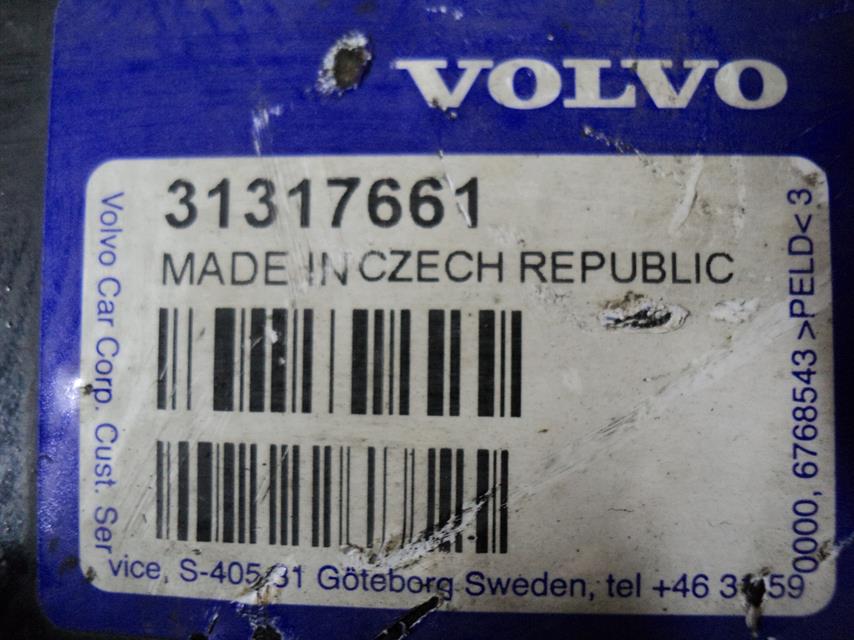 VOLVO
31317661
MADE IN CZECH REPUBLIC
Volvo Car Corp. Cust. Service, S-405 31 Göteborg Sweden, tel +46 31 59 0000, 6768543 >PELD< 3